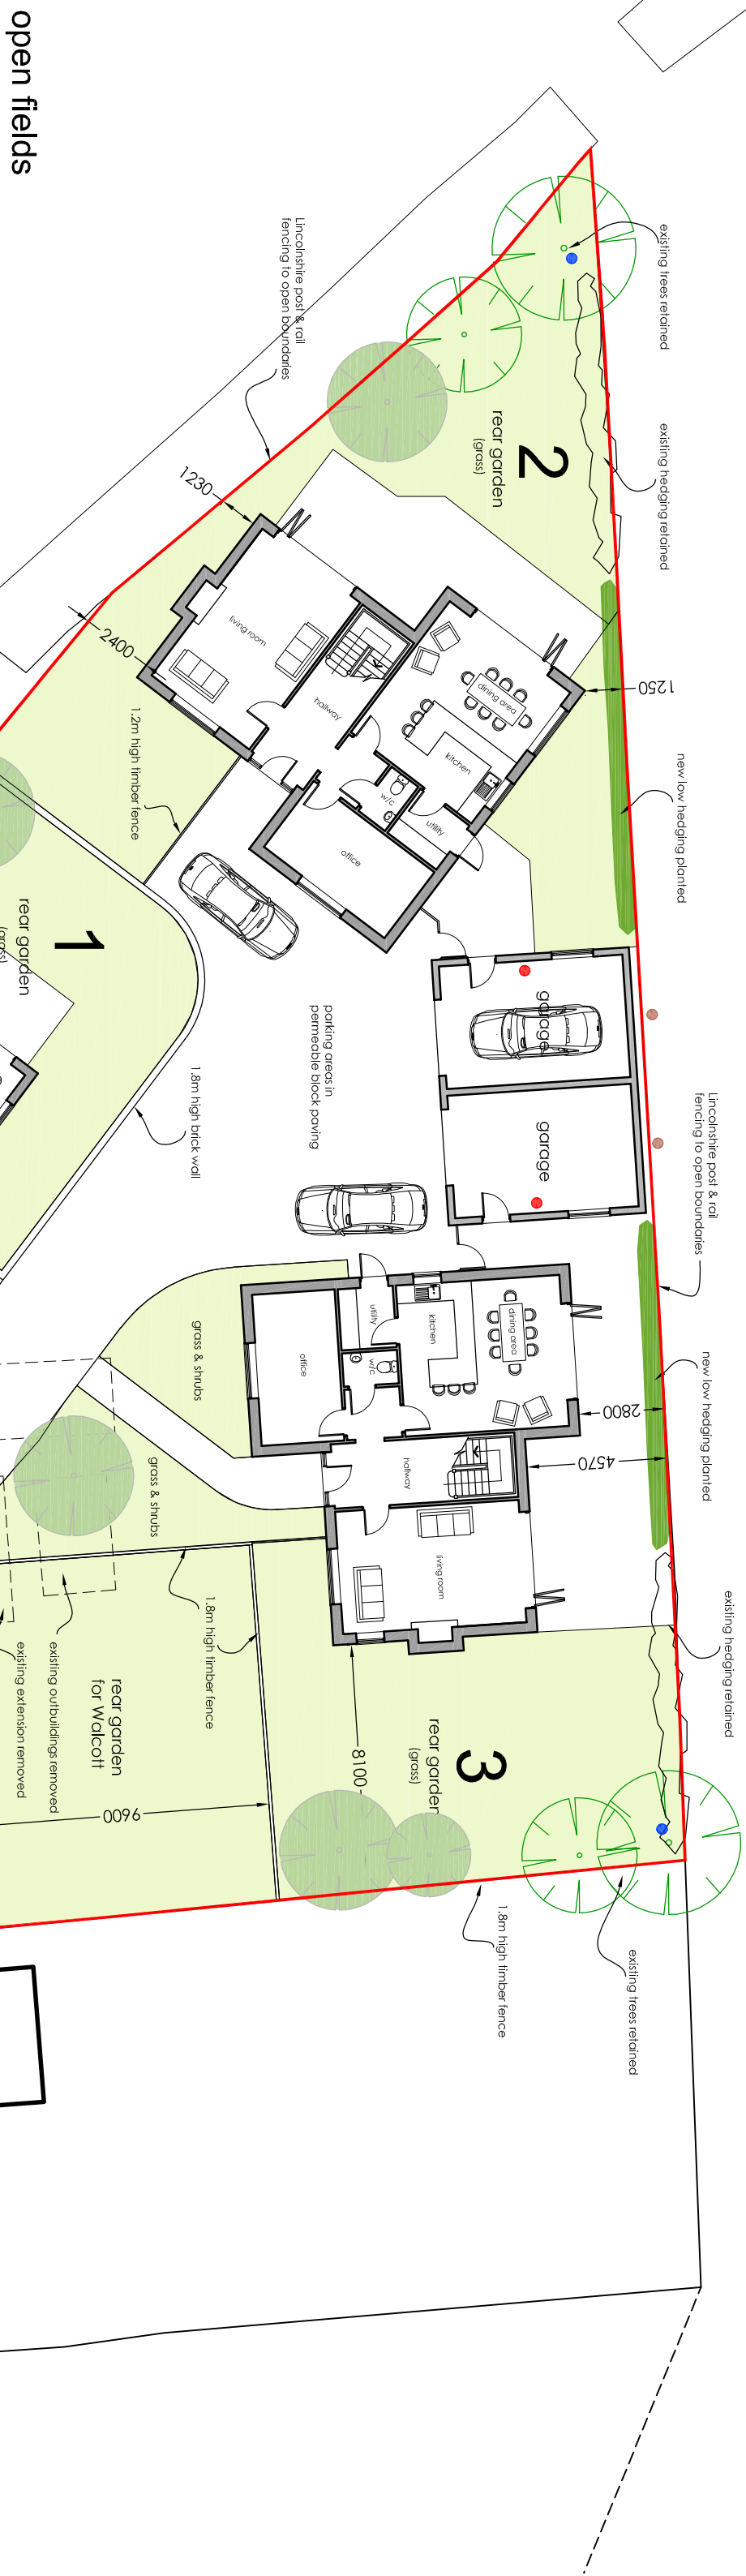 open fields
existing trees retained
Lincolnshire post & rail
fencing to open boundaries
existing hedging retained
2
rear garden
(grass)
1230
2400
living room
hallway
dining area
kitchen
w/c
utility
office
1250
1.2m high timber fence
new low hedging planted
1
rear garden
(grass)
garage
garage
parking areas in
permeable block paving
1.8m high brick wall
Lincolnshire post & rail
fencing to open boundaries
grass & shrubs
grass & shrubs
utility
kitchen
dining area
office
w/c
hallway
living room
2800
4570
new low hedging planted
existing hedging retained
1.8m high timber fence
existing outbuildings removed
existing extension removed
rear garden
for Walcott
9600
8100
3
rear garden
(grass)
1.8m high timber fence
existing trees retained